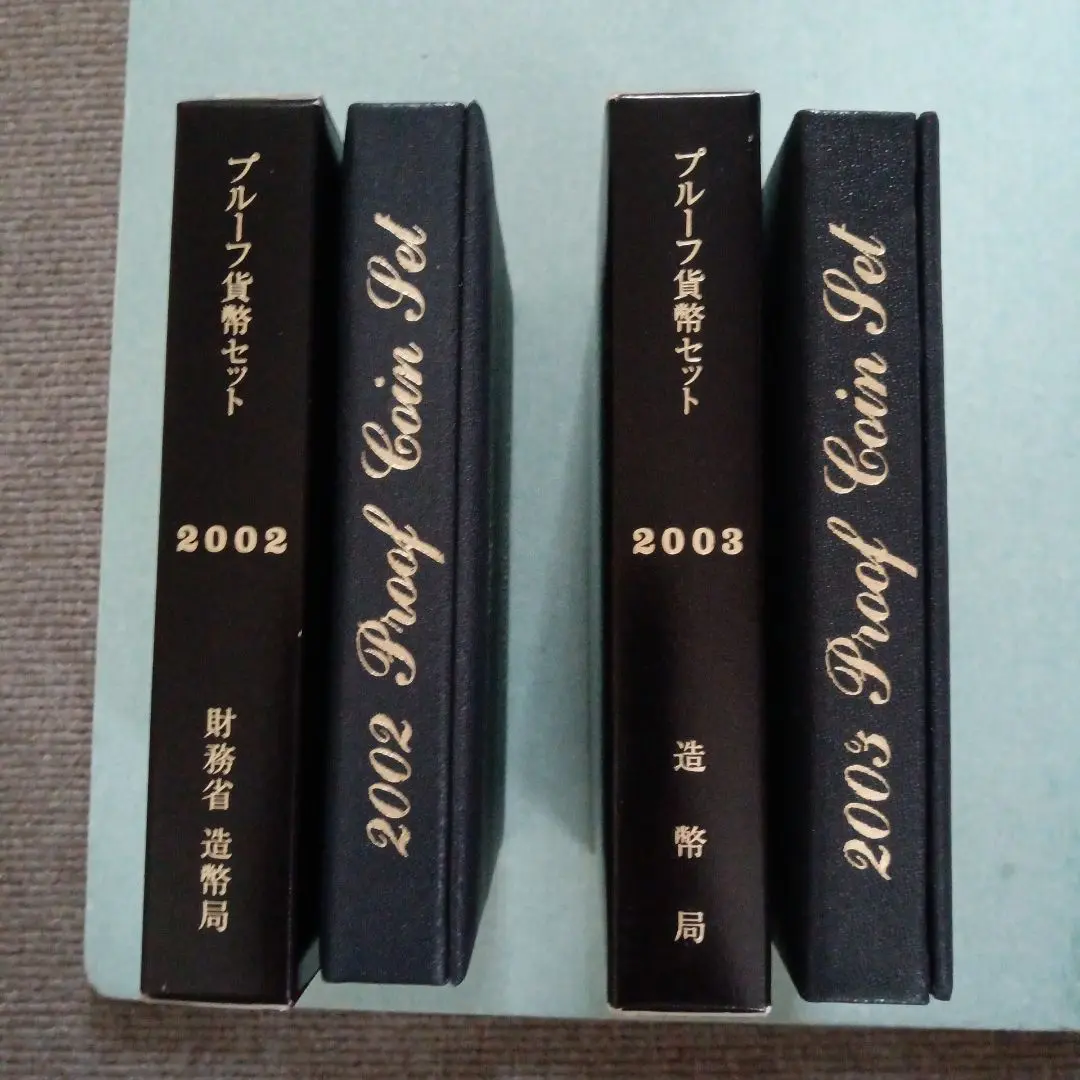 プルーフ貨幣セット
2002
財務省 造幣局
2002 Proof Coin Set
プルーフ貨幣セット
2003
造幣局
2003 Proof Coin Set